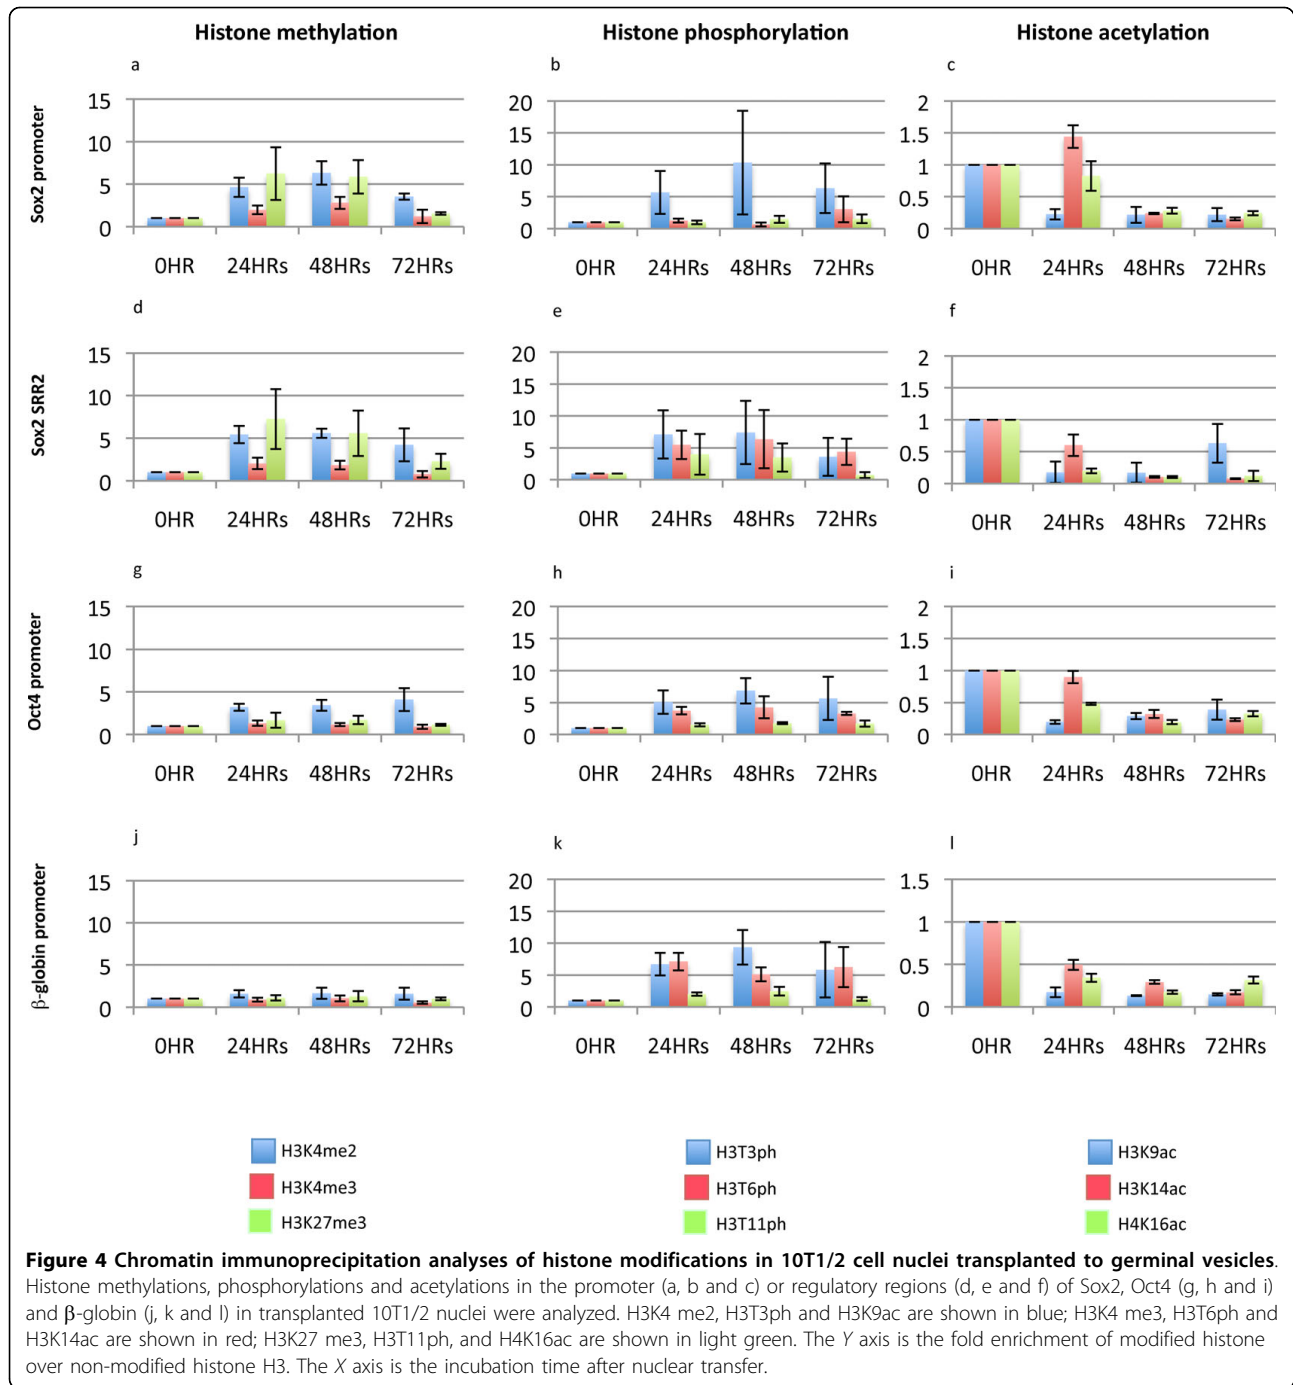 Histone methylation Histone phosphorylation Histone acetylation
a b c
Sox2 promoter
15 10 5 0
20 15 10 5 0
2 1.5 1 0.5 0
0HR 24HRs 48HRs 72HRs 0HR 24HRs 48HRs 72HRs 0HR 24HRs 48HRs 72HRs
d e f
Sox2 SRR2
15 10 5 0
20 15 10 5 0
2 1.5 1 0.5 0
0HR 24HRs 48HRs 72HRs 0HR 24HRs 48HRs 72HRs 0HR 24HRs 48HRs 72HRs
g h i
Oct4 promoter
15 10 5 0
20 15 10 5 0
2 1.5 1 0.5 0
0HR 24HRs 48HRs 72HRs 0HR 24HRs 48HRs 72HRs 0HR 24HRs 48HRs 72HRs
j k l
β-globin promoter
15 10 5 0
20 15 10 5 0
1.5 1 0.5 0
0HR 24HRs 48HRs 72HRs 0HR 24HRs 48HRs 72HRs 0HR 24HRs 48HRs 72HRs
H3K4me2 H3T3ph H3K9ac
H3K4me3 H3T6ph H3K14ac
H3K27me3 H3T11ph H4K16ac
Figure 4 Chromatin immunoprecipitation analyses of histone modifications in 10T1/2 cell nuclei transplanted to germinal vesicles.
Histone methylations, phosphorylations and acetylations in the promoter (a, b and c) or regulatory regions (d, e and f) of Sox2, Oct4 (g, h and i)
and β-globin (j, k and l) in transplanted 10T1/2 nuclei were analyzed. H3K4 me2, H3T3ph and H3K9ac are shown in blue; H3K4 me3, H3T6ph and
H3K14ac are shown in red; H3K27 me3, H3T11ph, and H4K16ac are shown in light green. The Y axis is the fold enrichment of modified histone
over non-modified histone H3. The X axis is the incubation time after nuclear transfer.